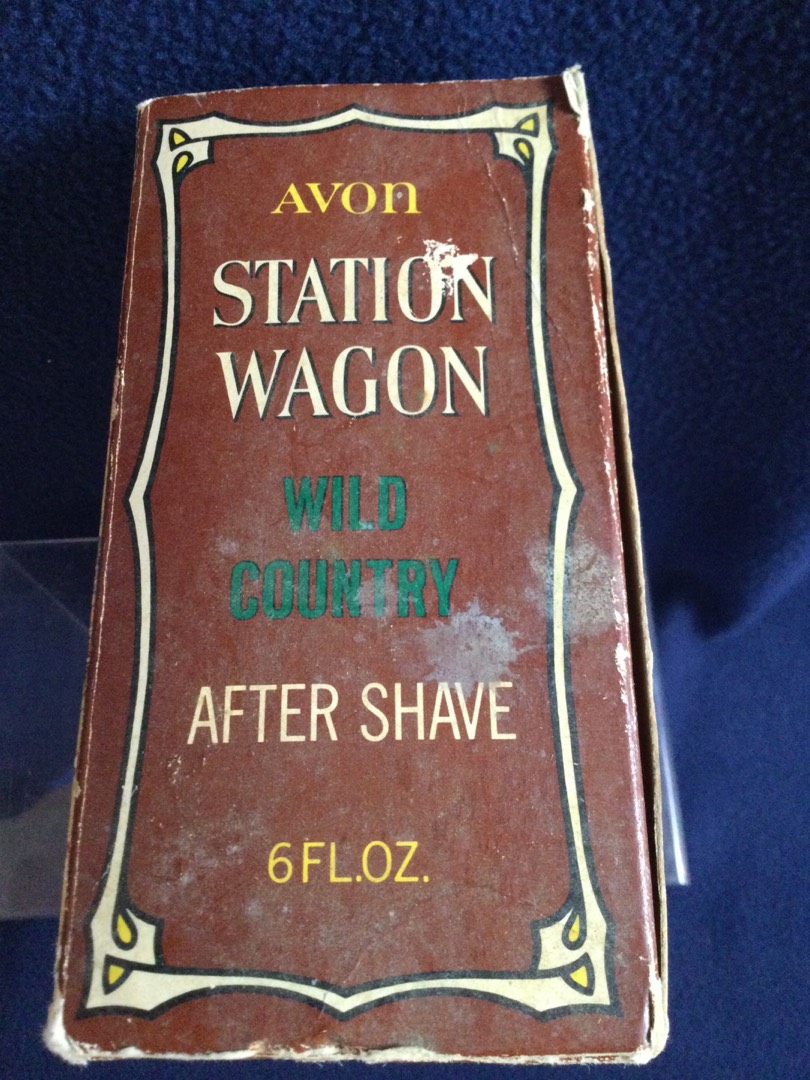 AVON
STATION
WAGON
WILD
COUNTRY
AFTER SHAVE
6 FL.OZ.